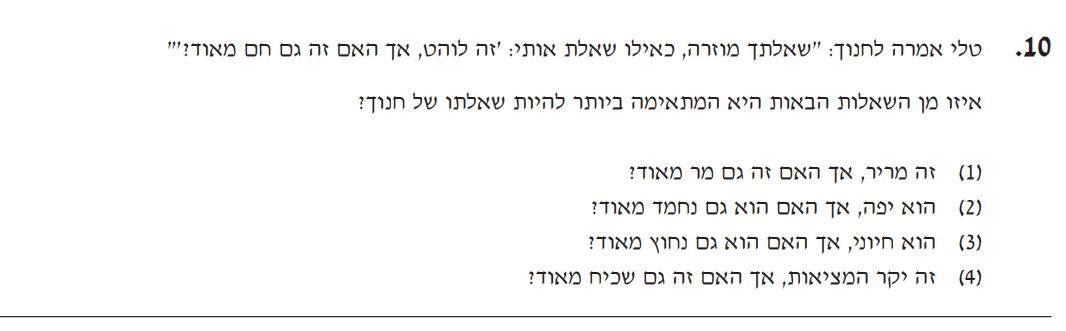 10. טלי אמרה לחנוך: "שאלתך מוזרה, כאילו שאלת אותי: 'זה לוהט, אך האם זה גם חם מאוד?'"
איזו מן השאלות הבאות היא המתאימה ביותר להיות שאלתו של חנוך?
(1) זה מריר, אך האם זה גם מר מאוד?
(2) הוא יפה, אך האם הוא גם נחמד מאוד?
(3) הוא חיוני, אך האם הוא גם נחוץ מאוד?
(4) זה יקר המציאות, אך האם זה גם שכיח מאוד?